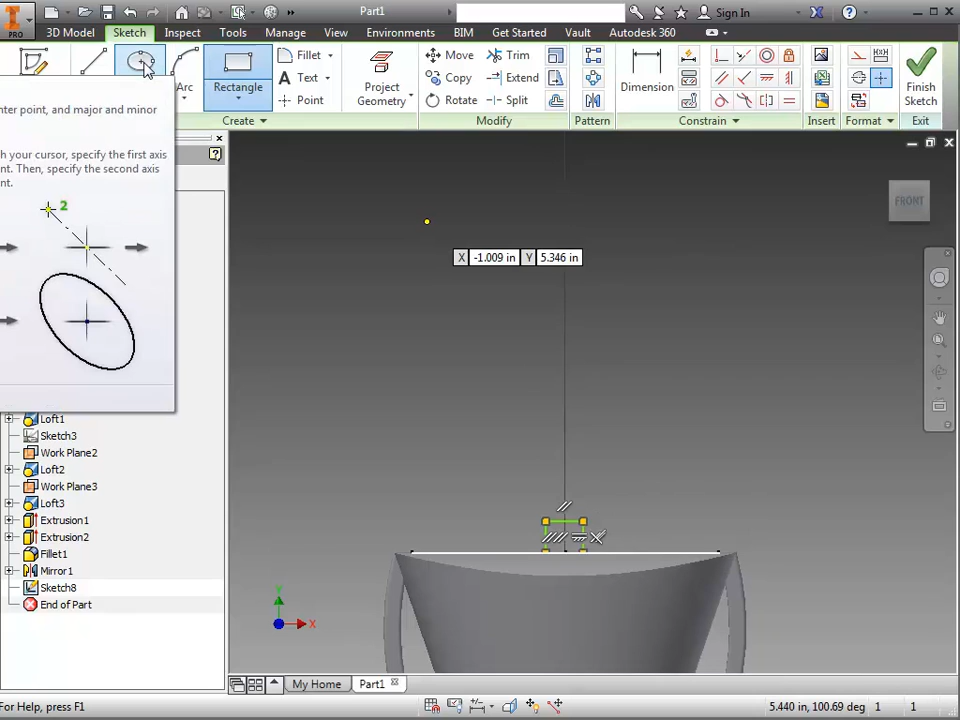 Part1
Sign In
PRO
3D Model Sketch Inspect Tools Manage View Environments BIM Get Started Vault Autodesk 360
Arc
Rectangle
Fillet
Text
Point
Project
Geometry
Move
Copy
Rotate
Trim
Extend
Split
Dimension
Finish
Sketch
Create Modify Pattern Constrain Insert Format Exit
nter point, and major and minor
h your cursor, specify the first axis
nt. Then, specify the second axis
nt.
2
X -1.009 in Y 5.346 in
FRONT
Loft1
Sketch3
Work Plane2
Loft2
Work Plane3
Loft3
Extrusion1
Extrusion2
Fillet1
Mirror1
Sketch8
End of Part
Y
X
My Home Part1
For Help, press F1
5.440 in, 100.69 deg 1 1